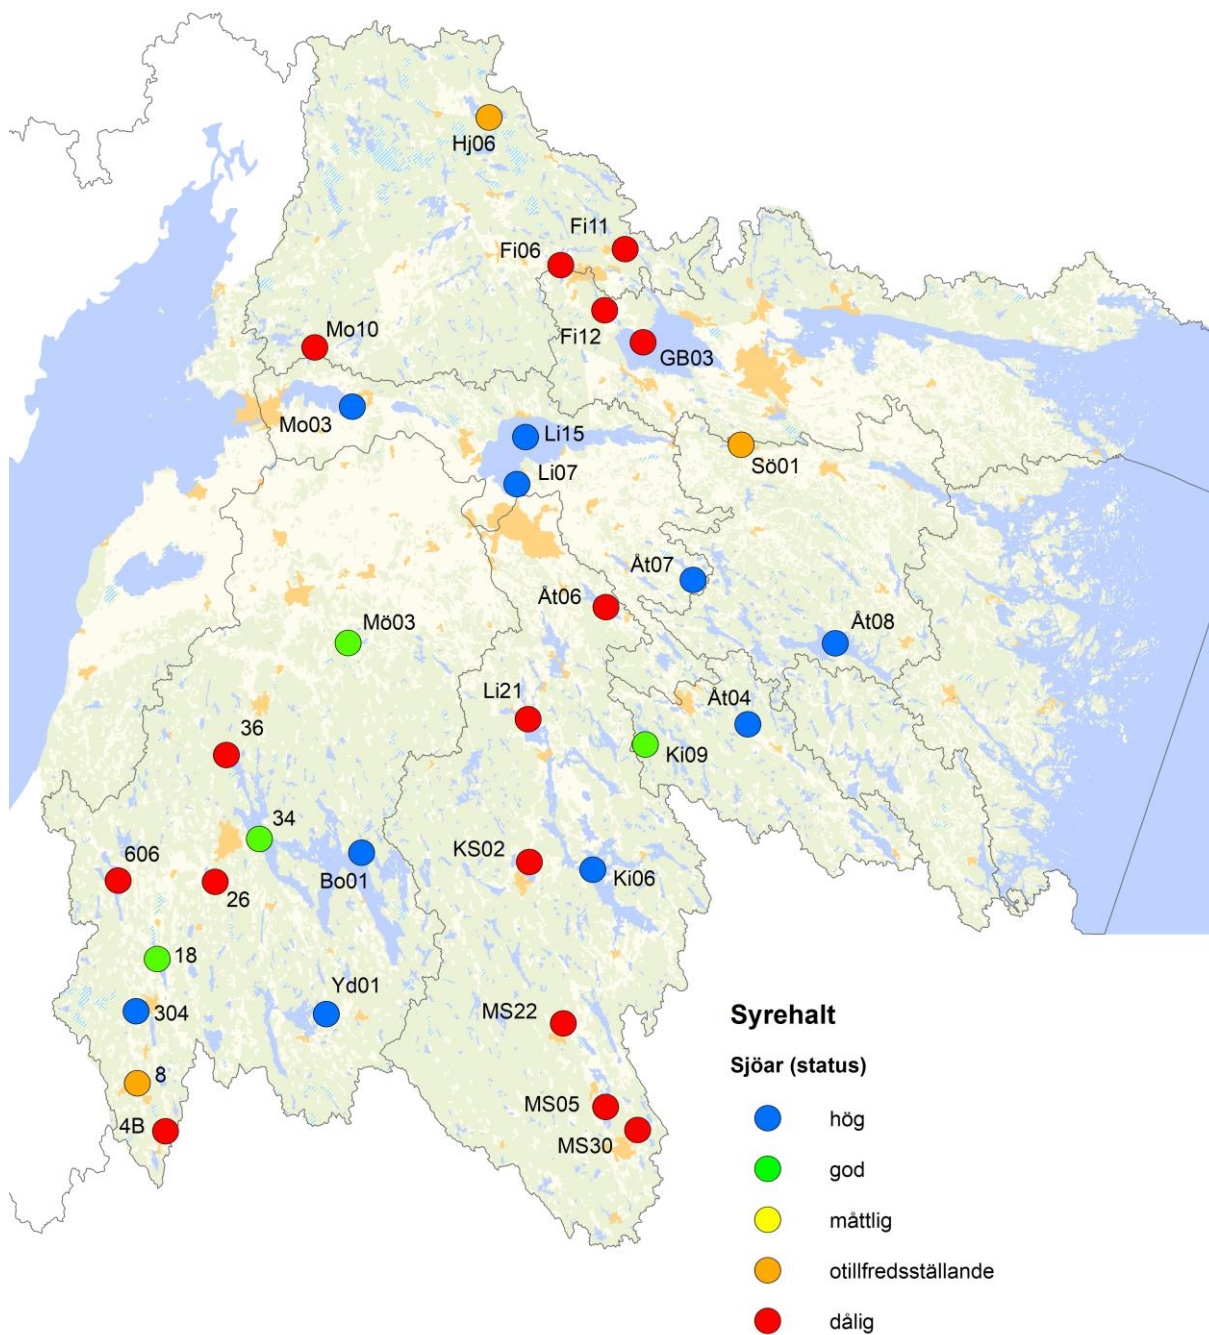 Hj06
Fi11
Fi06
Fi12
Mo10
GB03
Mo03
Li15
Sö01
Li07
Åt07
Åt06
Mö03
Åt08
Li21
Åt04
36
Ki09
34
KS02
606
Bo01
Ki06
26
18
Yd01
304
MS22
8
MS05
4B
MS30
Syrehalt
Sjöar (status)
hög
god
måttlig
otillfredsställande
dålig